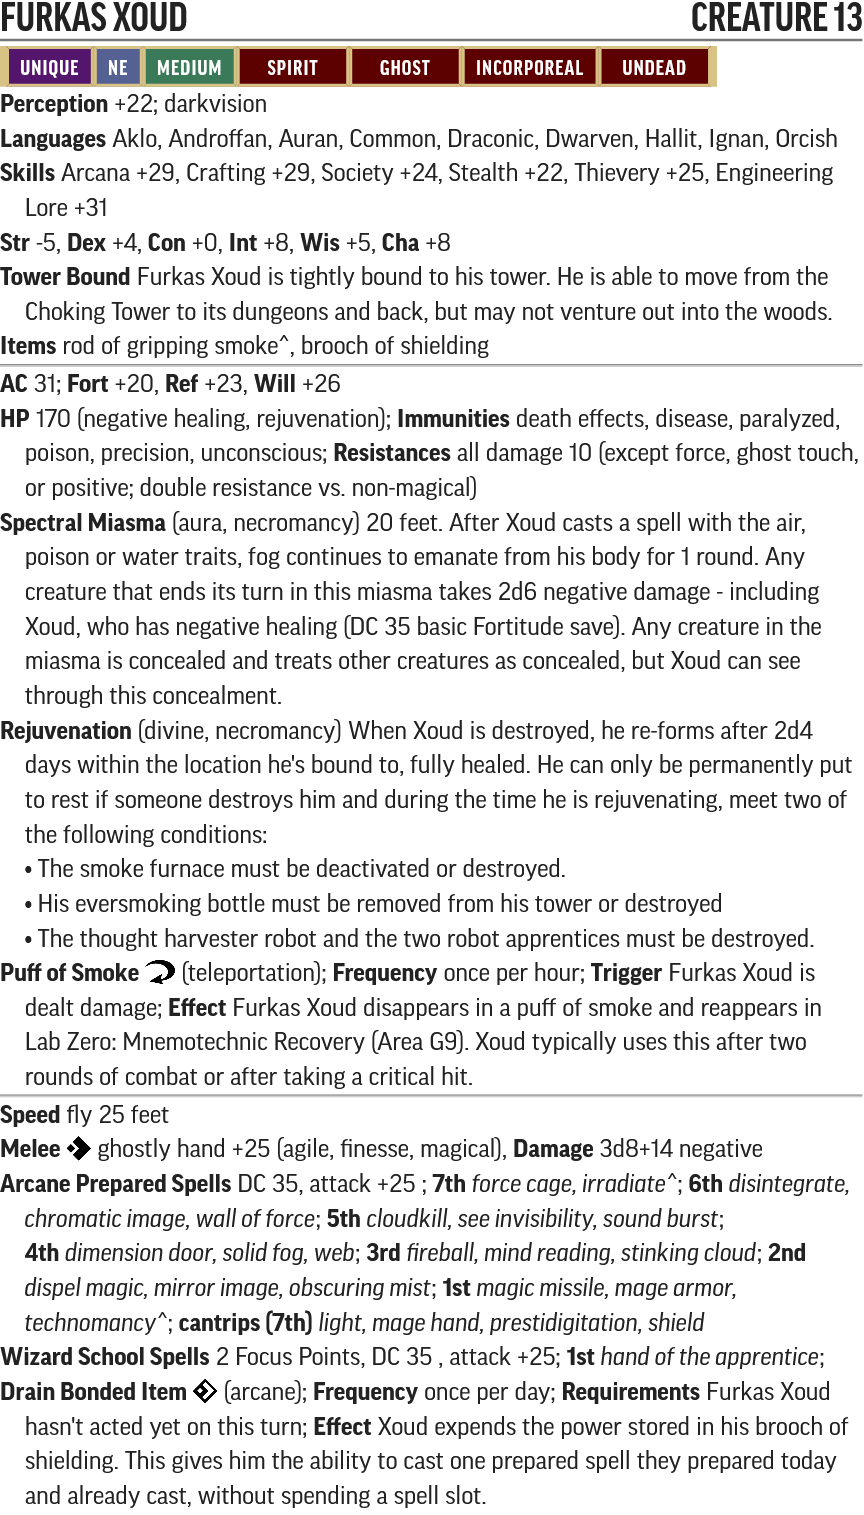 FURKAS XOUD CREATURE 13
UNIQUE NE MEDIUM SPIRIT GHOST INCORPOREAL UNDEAD
Perception +22; darkvision
Languages Aklo, Androffan, Auran, Common, Draconic, Dwarven, Hallit, Ignan, Orcish
Skills Arcana +29, Crafting +29, Society +24, Stealth +22, Thievery +25, Engineering
Lore +31
Str -5, Dex +4, Con +0, Int +8, Wis +5, Cha +8
Tower Bound Furkas Xoud is tightly bound to his tower. He is able to move from the
Choking Tower to its dungeons and back, but may not venture out into the woods.
Items rod of gripping smoke^, brooch of shielding
AC 31; Fort +20, Ref +23, Will +26
HP 170 (negative healing, rejuvenation); Immunities death effects, disease, paralyzed,
poison, precision, unconscious; Resistances all damage 10 (except force, ghost touch,
or positive; double resistance vs. non-magical)
Spectral Miasma (aura, necromancy) 20 feet. After Xoud casts a spell with the air,
poison or water traits, fog continues to emanate from his body for 1 round. Any
creature that ends its turn in this miasma takes 2d6 negative damage - including
Xoud, who has negative healing (DC 35 basic Fortitude save). Any creature in the
miasma is concealed and treats other creatures as concealed, but Xoud can see
through this concealment.
Rejuvenation (divine, necromancy) When Xoud is destroyed, he re-forms after 2d4
days within the location he's bound to, fully healed. He can only be permanently put
to rest if someone destroys him and during the time he is rejuvenating, meet two of
the following conditions:
• The smoke furnace must be deactivated or destroyed.
• His eversmoking bottle must be removed from his tower or destroyed
• The thought harvester robot and the two robot apprentices must be destroyed.
Puff of Smoke (teleportation); Frequency once per hour; Trigger Furkas Xoud is
dealt damage; Effect Furkas Xoud disappears in a puff of smoke and reappears in
Lab Zero: Mnemotechnic Recovery (Area G9). Xoud typically uses this after two
rounds of combat or after taking a critical hit.
Speed fly 25 feet
Melee ghostly hand +25 (agile, finesse, magical), Damage 3d8+14 negative
Arcane Prepared Spells DC 35, attack +25 ; 7th force cage, irradiate^; 6th disintegrate,
chromatic image, wall of force; 5th cloudkill, see invisibility, sound burst;
4th dimension door, solid fog, web; 3rd fireball, mind reading, stinking cloud; 2nd
dispel magic, mirror image, obscuring mist; 1st magic missile, mage armor,
technomancy^; cantrips (7th) light, mage hand, prestidigitation, shield
Wizard School Spells 2 Focus Points, DC 35 , attack +25; 1st hand of the apprentice;
Drain Bonded Item (arcane); Frequency once per day; Requirements Furkas Xoud
hasn't acted yet on this turn; Effect Xoud expends the power stored in his brooch of
shielding. This gives him the ability to cast one prepared spell they prepared today
and already cast, without spending a spell slot.